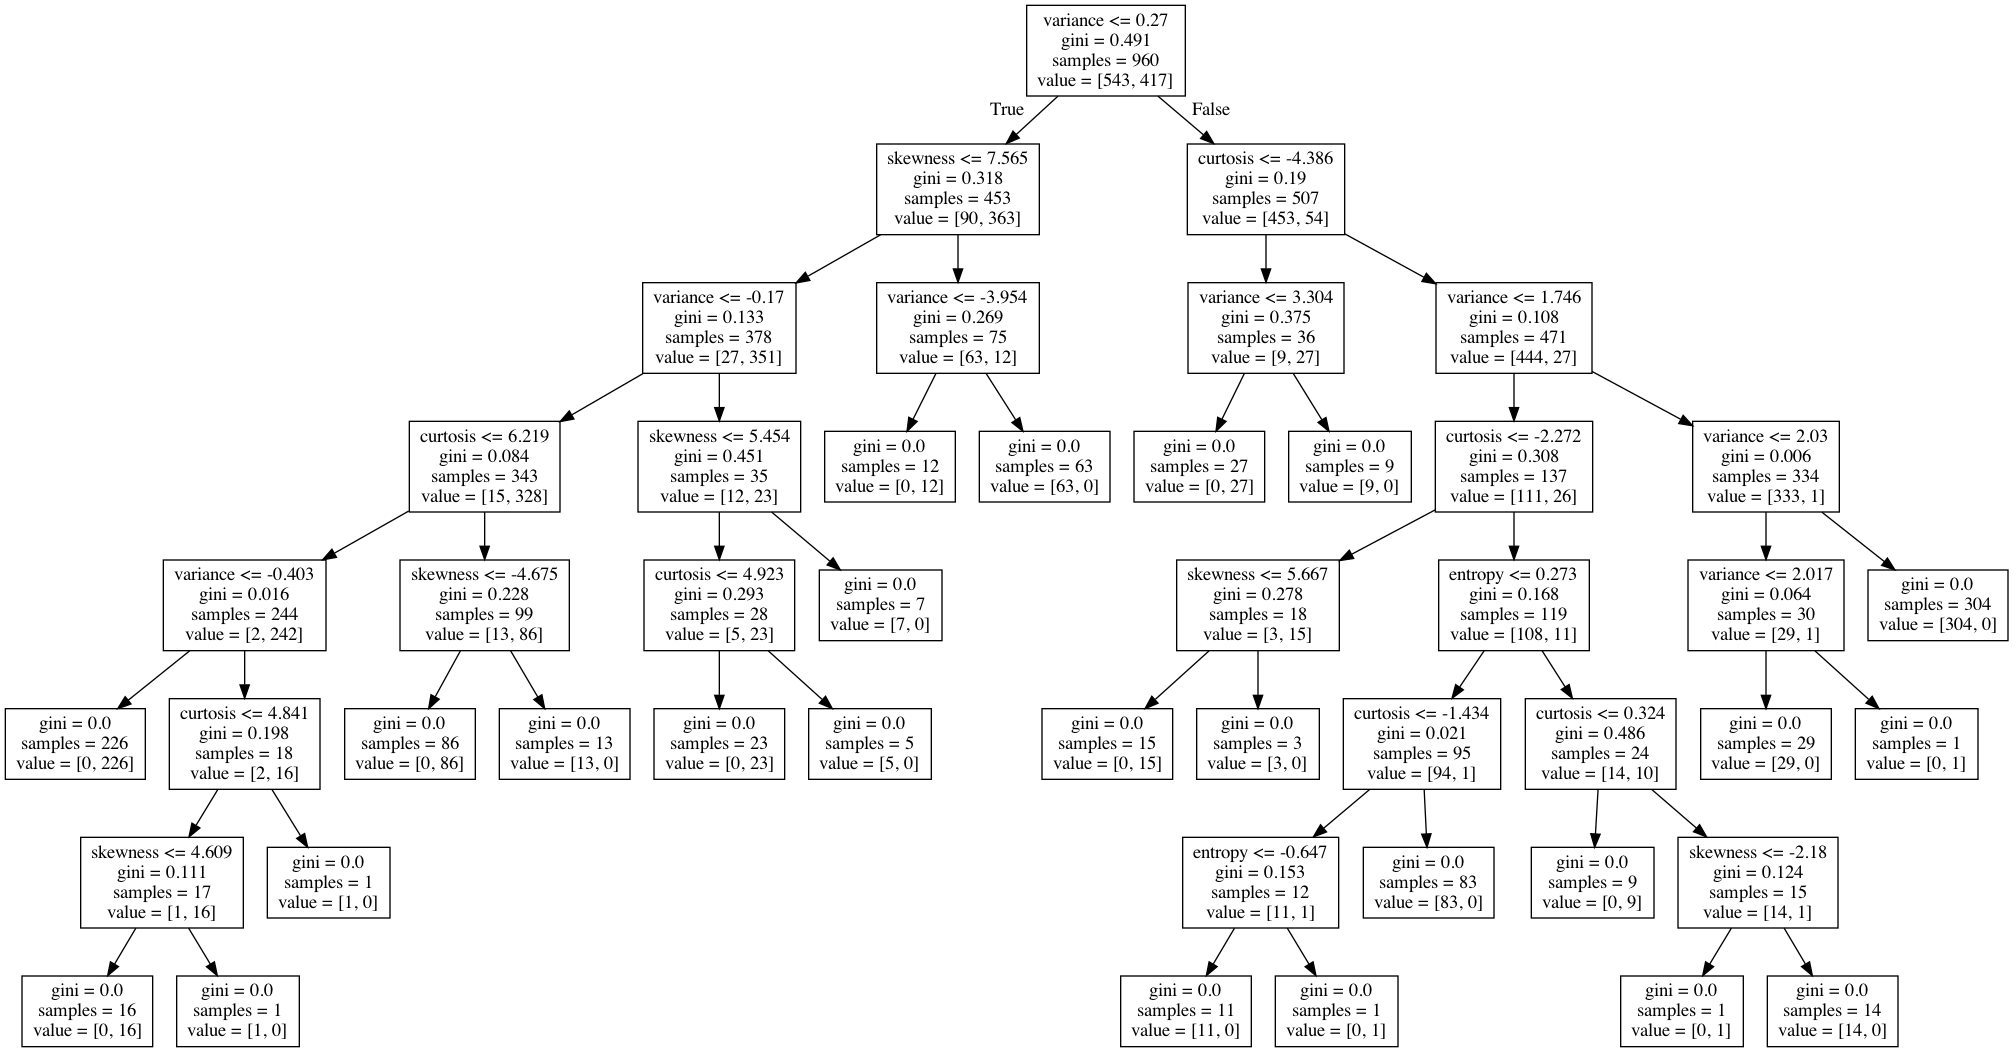 variance <= 0.27
gini = 0.491
samples = 960
value = [543, 417]
True
False
skewness <= 7.565
gini = 0.318
samples = 453
value = [90, 363]
curtosis <= -4.386
gini = 0.19
samples = 507
value = [453, 54]
variance <= -0.17
gini = 0.133
samples = 378
value = [27, 351]
variance <= -3.954
gini = 0.269
samples = 75
value = [63, 12]
variance <= 3.304
gini = 0.375
samples = 36
value = [9, 27]
variance <= 1.746
gini = 0.108
samples = 471
value = [444, 27]
curtosis <= 6.219
gini = 0.084
samples = 343
value = [15, 328]
skewness <= 5.454
gini = 0.451
samples = 35
value = [12, 23]
gini = 0.0
samples = 12
value = [0, 12]
gini = 0.0
samples = 63
value = [63, 0]
gini = 0.0
samples = 27
value = [0, 27]
gini = 0.0
samples = 9
value = [9, 0]
curtosis <= -2.272
gini = 0.308
samples = 137
value = [111, 26]
variance <= 2.03
gini = 0.006
samples = 334
value = [333, 1]
variance <= -0.403
gini = 0.016
samples = 244
value = [2, 242]
skewness <= -4.675
gini = 0.228
samples = 99
value = [13, 86]
curtosis <= 4.923
gini = 0.293
samples = 28
value = [5, 23]
gini = 0.0
samples = 7
value = [7, 0]
skewness <= 5.667
gini = 0.278
samples = 18
value = [3, 15]
entropy <= 0.273
gini = 0.168
samples = 119
value = [108, 11]
variance <= 2.017
gini = 0.064
samples = 30
value = [29, 1]
gini = 0.0
samples = 304
value = [304, 0]
gini = 0.0
samples = 226
value = [0, 226]
curtosis <= 4.841
gini = 0.198
samples = 18
value = [2, 16]
gini = 0.0
samples = 86
value = [0, 86]
gini = 0.0
samples = 13
value = [13, 0]
gini = 0.0
samples = 23
value = [0, 23]
gini = 0.0
samples = 5
value = [5, 0]
gini = 0.0
samples = 15
value = [0, 15]
gini = 0.0
samples = 3
value = [3, 0]
curtosis <= -1.434
gini = 0.021
samples = 95
value = [94, 1]
curtosis <= 0.324
gini = 0.486
samples = 24
value = [14, 10]
gini = 0.0
samples = 29
value = [29, 0]
gini = 0.0
samples = 1
value = [0, 1]
skewness <= 4.609
gini = 0.111
samples = 17
value = [1, 16]
gini = 0.0
samples = 1
value = [1, 0]
entropy <= -0.647
gini = 0.153
samples = 12
value = [11, 1]
gini = 0.0
samples = 83
value = [83, 0]
gini = 0.0
samples = 9
value = [0, 9]
skewness <= -2.18
gini = 0.124
samples = 15
value = [14, 1]
gini = 0.0
samples = 16
value = [0, 16]
gini = 0.0
samples = 1
value = [1, 0]
gini = 0.0
samples = 11
value = [11, 0]
gini = 0.0
samples = 1
value = [0, 1]
gini = 0.0
samples = 1
value = [0, 1]
gini = 0.0
samples = 14
value = [14, 0]